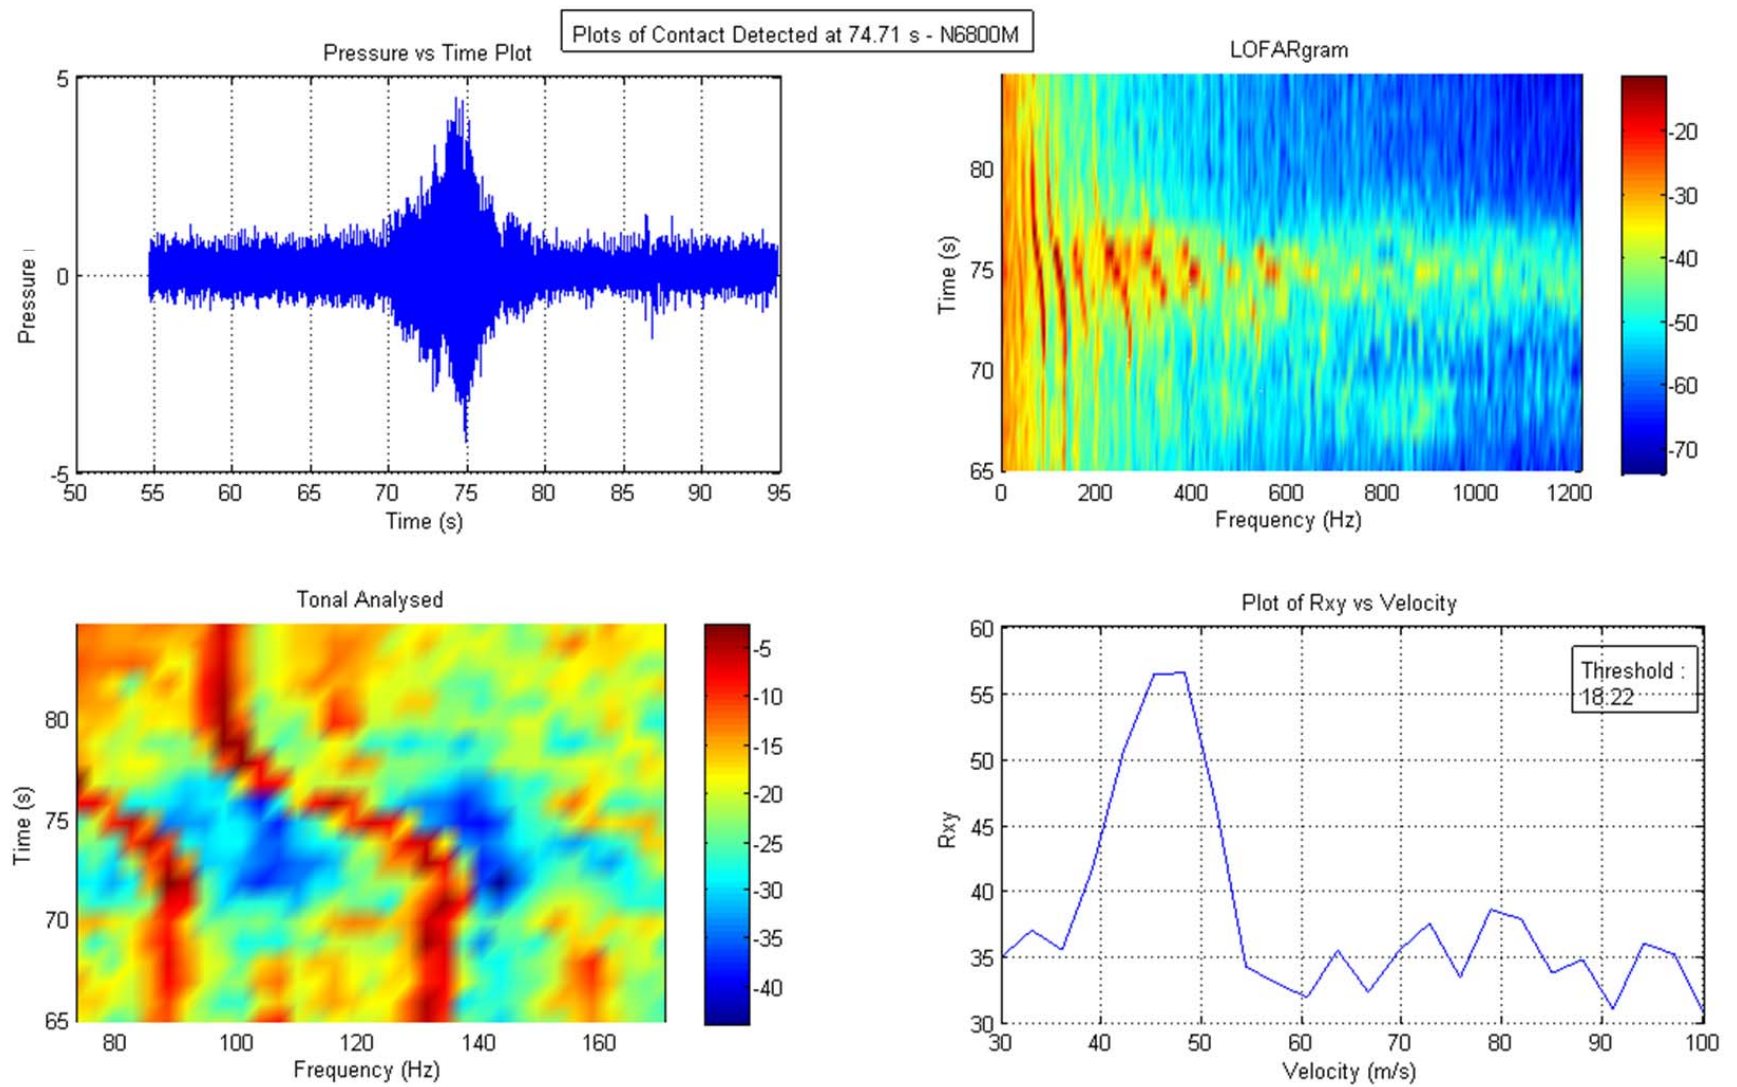 Plots of Contact Detected at 74.71 s - N6800M
Pressure vs Time Plot
5
0
-5
50 55 60 65 70 75 80 85 90 95
Pressure
Time (s)
LOFARgram
80
75
70
65
0 200 400 600 800 1000 1200
Time (s)
Frequency (Hz)
-20
-30
-40
-50
-60
-70
Tonal Analysed
80
75
70
65
80 100 120 140 160
Time (s)
Frequency (Hz)
-5
-10
-15
-20
-25
-30
-35
-40
Plot of Rxy vs Velocity
60
55
50
45
40
35
30
30 40 50 60 70 80 90 100
Rxy
Velocity (m/s)
Threshold :
18.22